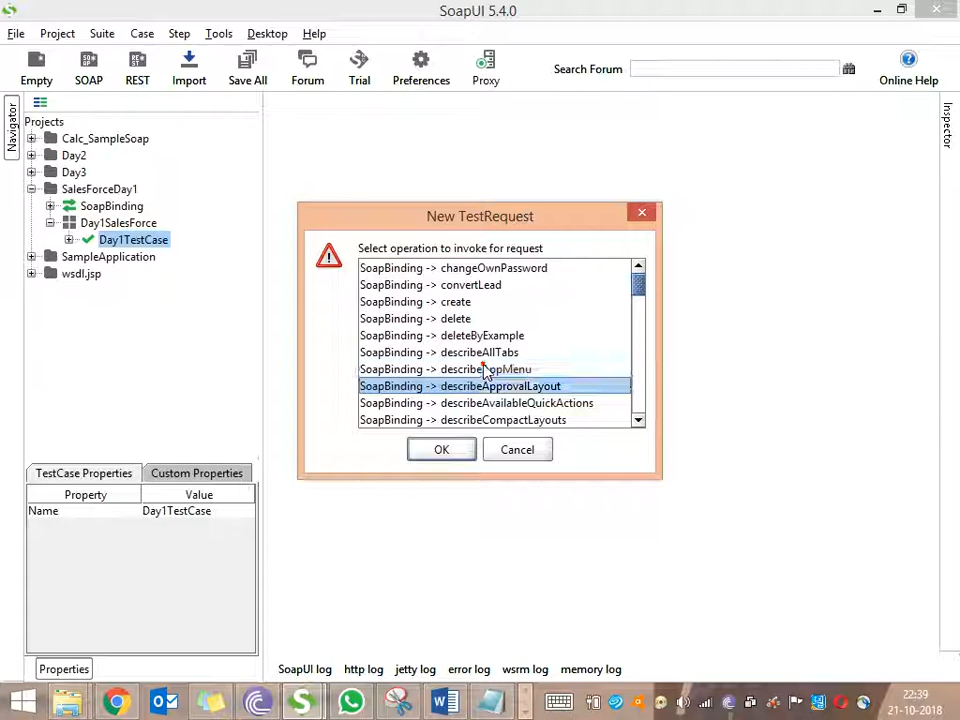 SoapUI 5.4.0
File Project Suite Case Step Tools Desktop Help
Empty SOAP REST Import Save All Forum Trial Preferences Proxy Search Forum Online Help
Navigator
Inspector
Projects
Calc_SampleSoap
Day2
Day3
SalesForceDay1
SoapBinding
Day1SalesForce
Day1TestCase
SampleApplication
wsdl.jsp
New TestRequest
Select operation to invoke for request
SoapBinding -> changeOwnPassword
SoapBinding -> convertLead
SoapBinding -> create
SoapBinding -> delete
SoapBinding -> deleteByExample
SoapBinding -> describeAllTabs
SoapBinding -> describeAppMenu
SoapBinding -> describeApprovalLayout
SoapBinding -> describeAvailableQuickActions
SoapBinding -> describeCompactLayouts
OK Cancel
TestCase Properties Custom Properties
Property Value
Name Day1TestCase
Properties
SoapUI log http log jetty log error log wsrm log memory log
22:39
21-10-2018